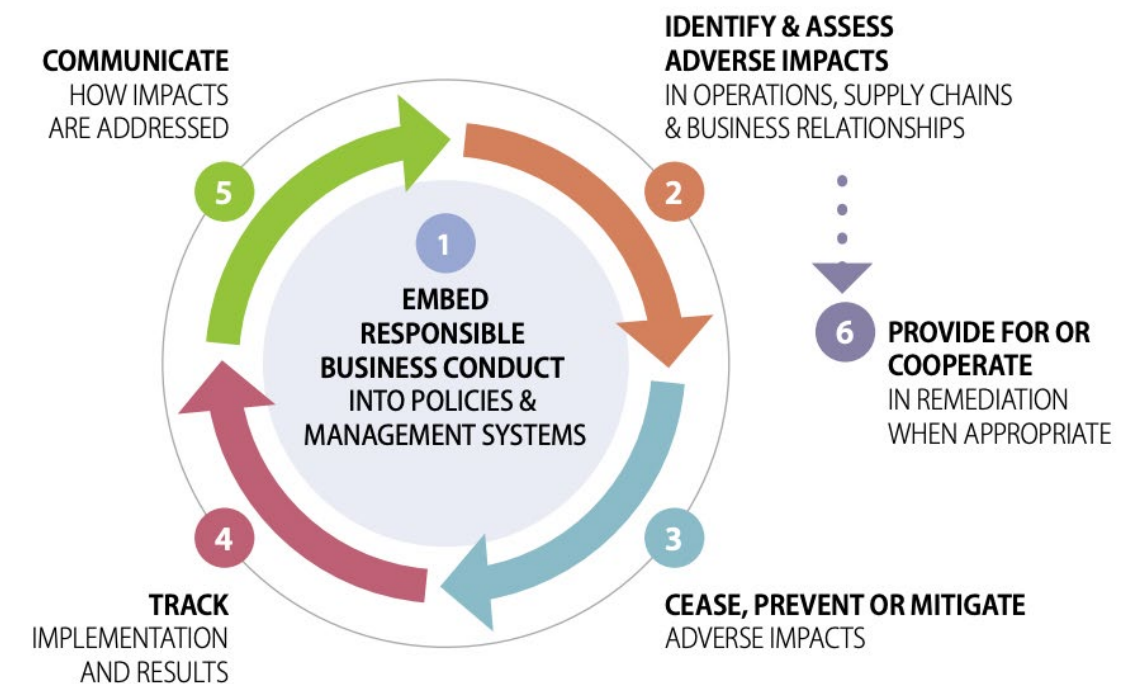 1
EMBED
RESPONSIBLE
BUSINESS CONDUCT
INTO POLICIES &
MANAGEMENT SYSTEMS
2
IDENTIFY & ASSESS
ADVERSE IMPACTS
IN OPERATIONS, SUPPLY CHAINS
& BUSINESS RELATIONSHIPS
3
CEASE, PREVENT OR MITIGATE
ADVERSE IMPACTS
4
TRACK
IMPLEMENTATION
AND RESULTS
5
COMMUNICATE
HOW IMPACTS
ARE ADDRESSED
6
PROVIDE FOR OR
COOPERATE
IN REMEDIATION
WHEN APPROPRIATE